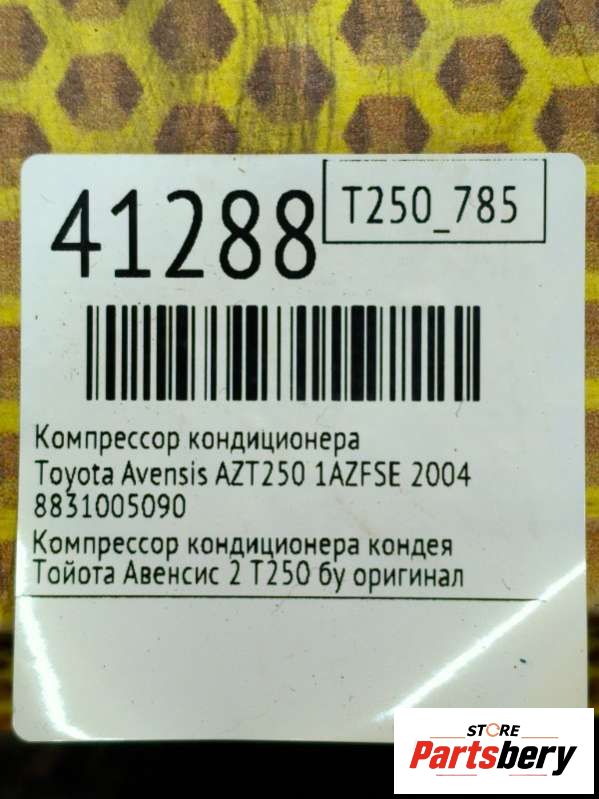 41288
T250_785
Компрессор кондиционера
Toyota Avensis AZT250 1AZFSE 2004
8831005090
Компрессор кондиционера кондея
Тойота Авенсис 2 Т250 бу оригинал
STORE
Partsbery